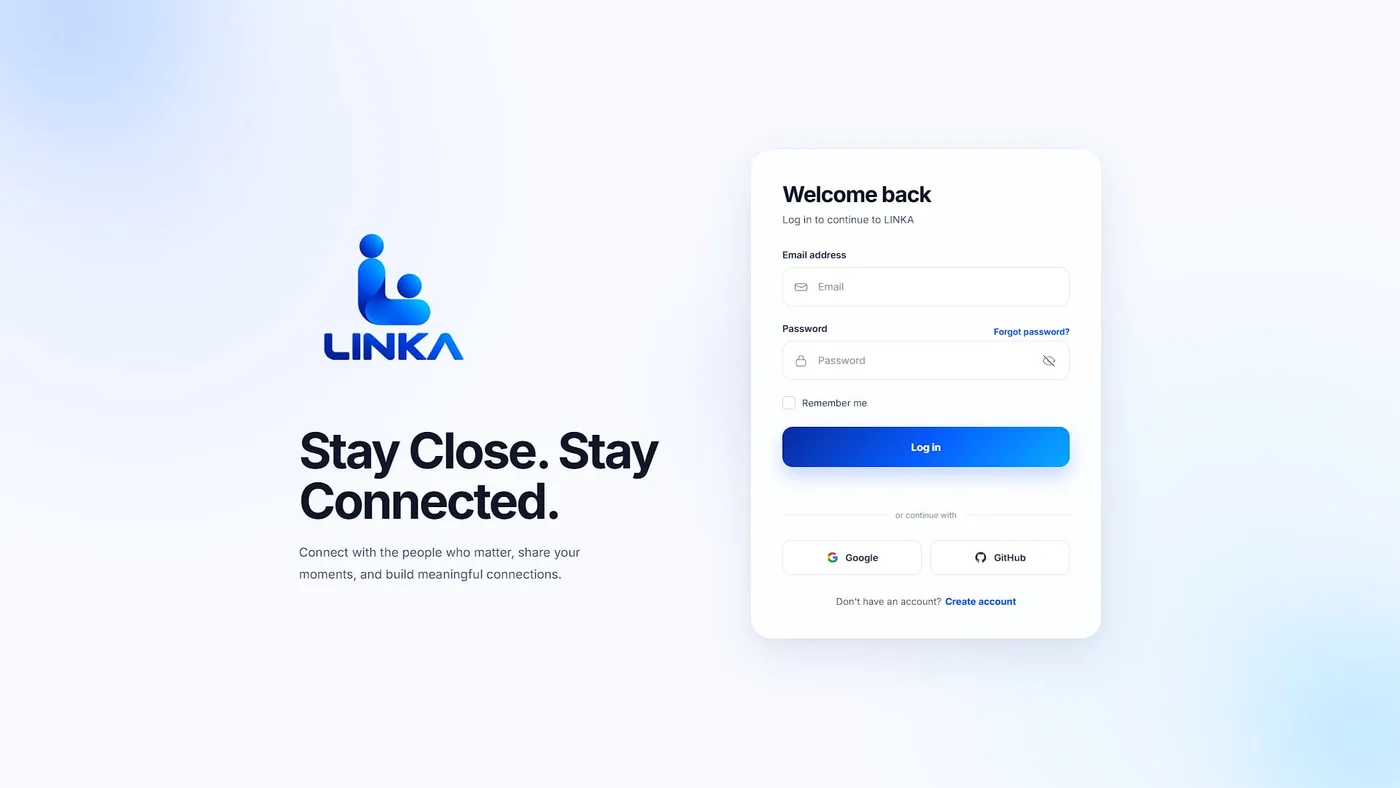 LINKA
Stay Close. Stay
Connected.
Connect with the people who matter, share your
moments, and build meaningful connections.
Welcome back
Log in to continue to LINKA
Email address
Email
Password
Forgot password?
Password
Remember me
Log in
or continue with
Google
GitHub
Don't have an account? Create account